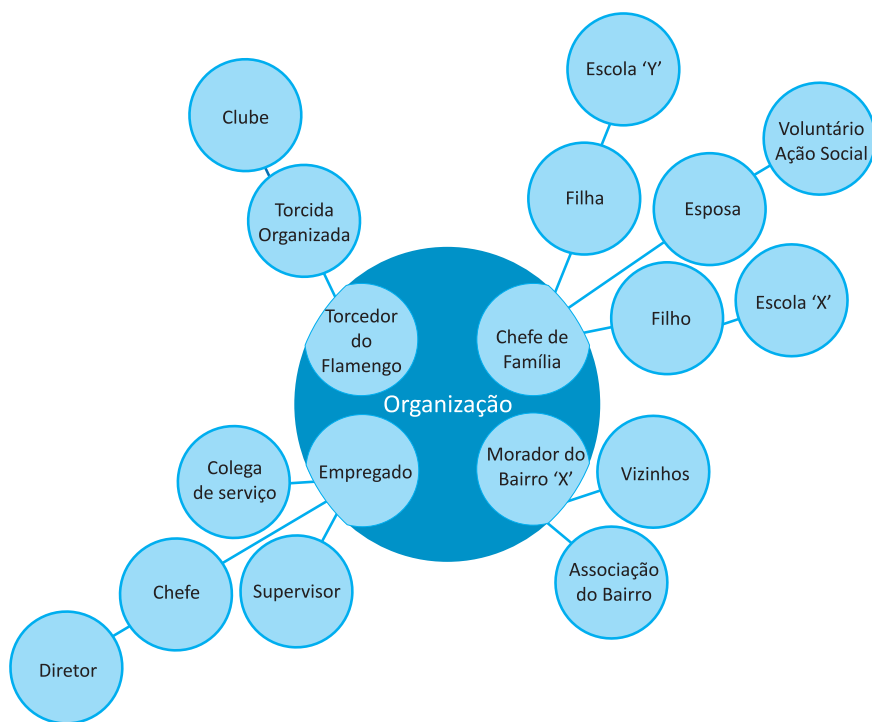 Escola ‘Y’
Clube
Voluntário
Ação Social
Filha
Torcida
Organizada
Esposa
Escola ‘X’
Filho
Torcedor
do
Flamengo
Chefe de
Família
Organização
Empregado
Morador do
Bairro ‘X’
Colega
de serviço
Vizinhos
Associação
do Bairro
Chefe
Supervisor
Diretor